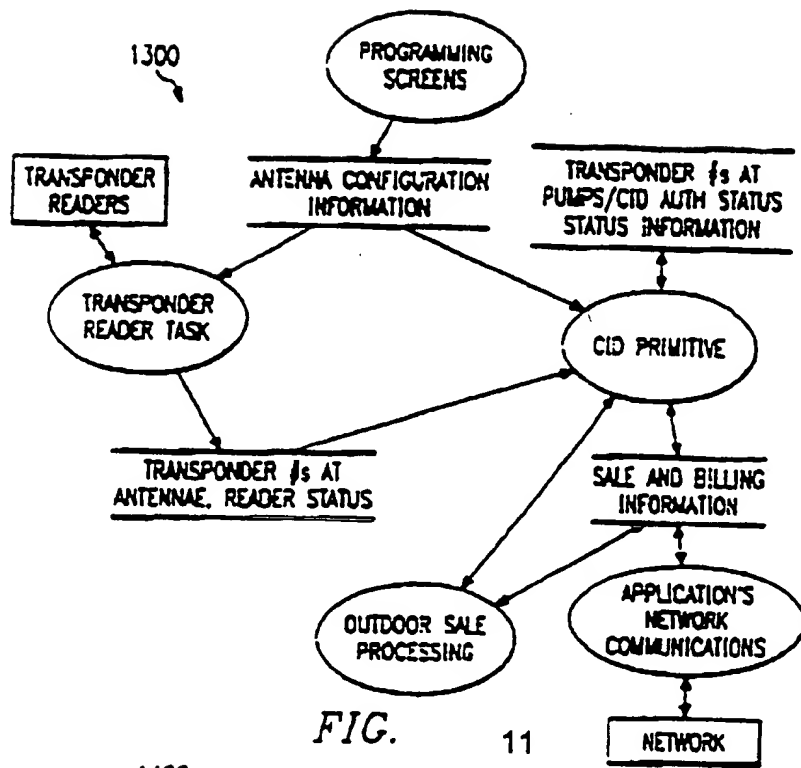 1300
PROGRAMMING
SCREENS
TRANSPONDER
READERS
ANTENNA CONFIGURATION
INFORMATION
TRANSPONDER #s AT
PUMPS/CID AUTH STATUS
STATUS INFORMATION
TRANSPONDER
READER TASK
CID PRIMITIVE
TRANSPONDER #s AT
ANTENNAE, READER STATUS
SALE AND BILLING
INFORMATION
OUTDOOR SALE
PROCESSING
APPLICATION'S
NETWORK
COMMUNICATIONS
NETWORK
FIG. 11